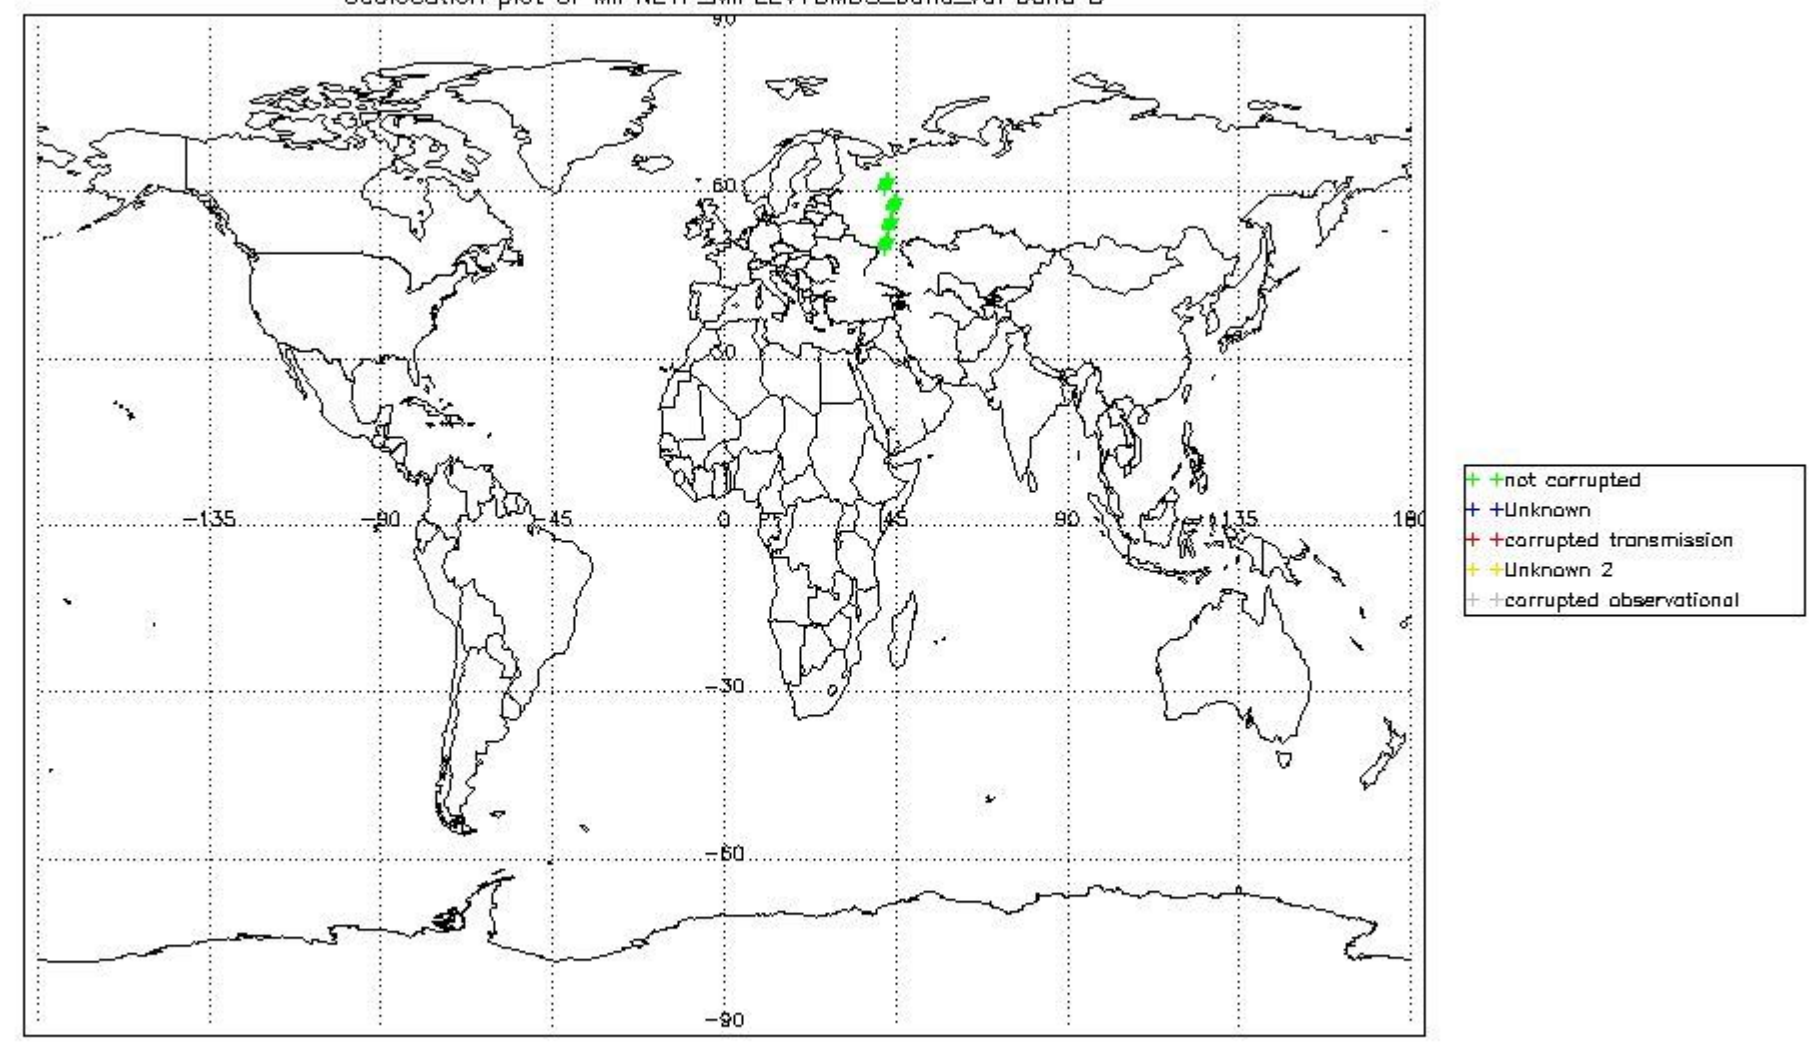 90
60
30
-135 -90 -45 0 45 90 135 180
-30
-60
-90
+ +not corrupted
+ +Unknown
+ +corrupted transmission
+ +Unknown 2
+ +corrupted observational